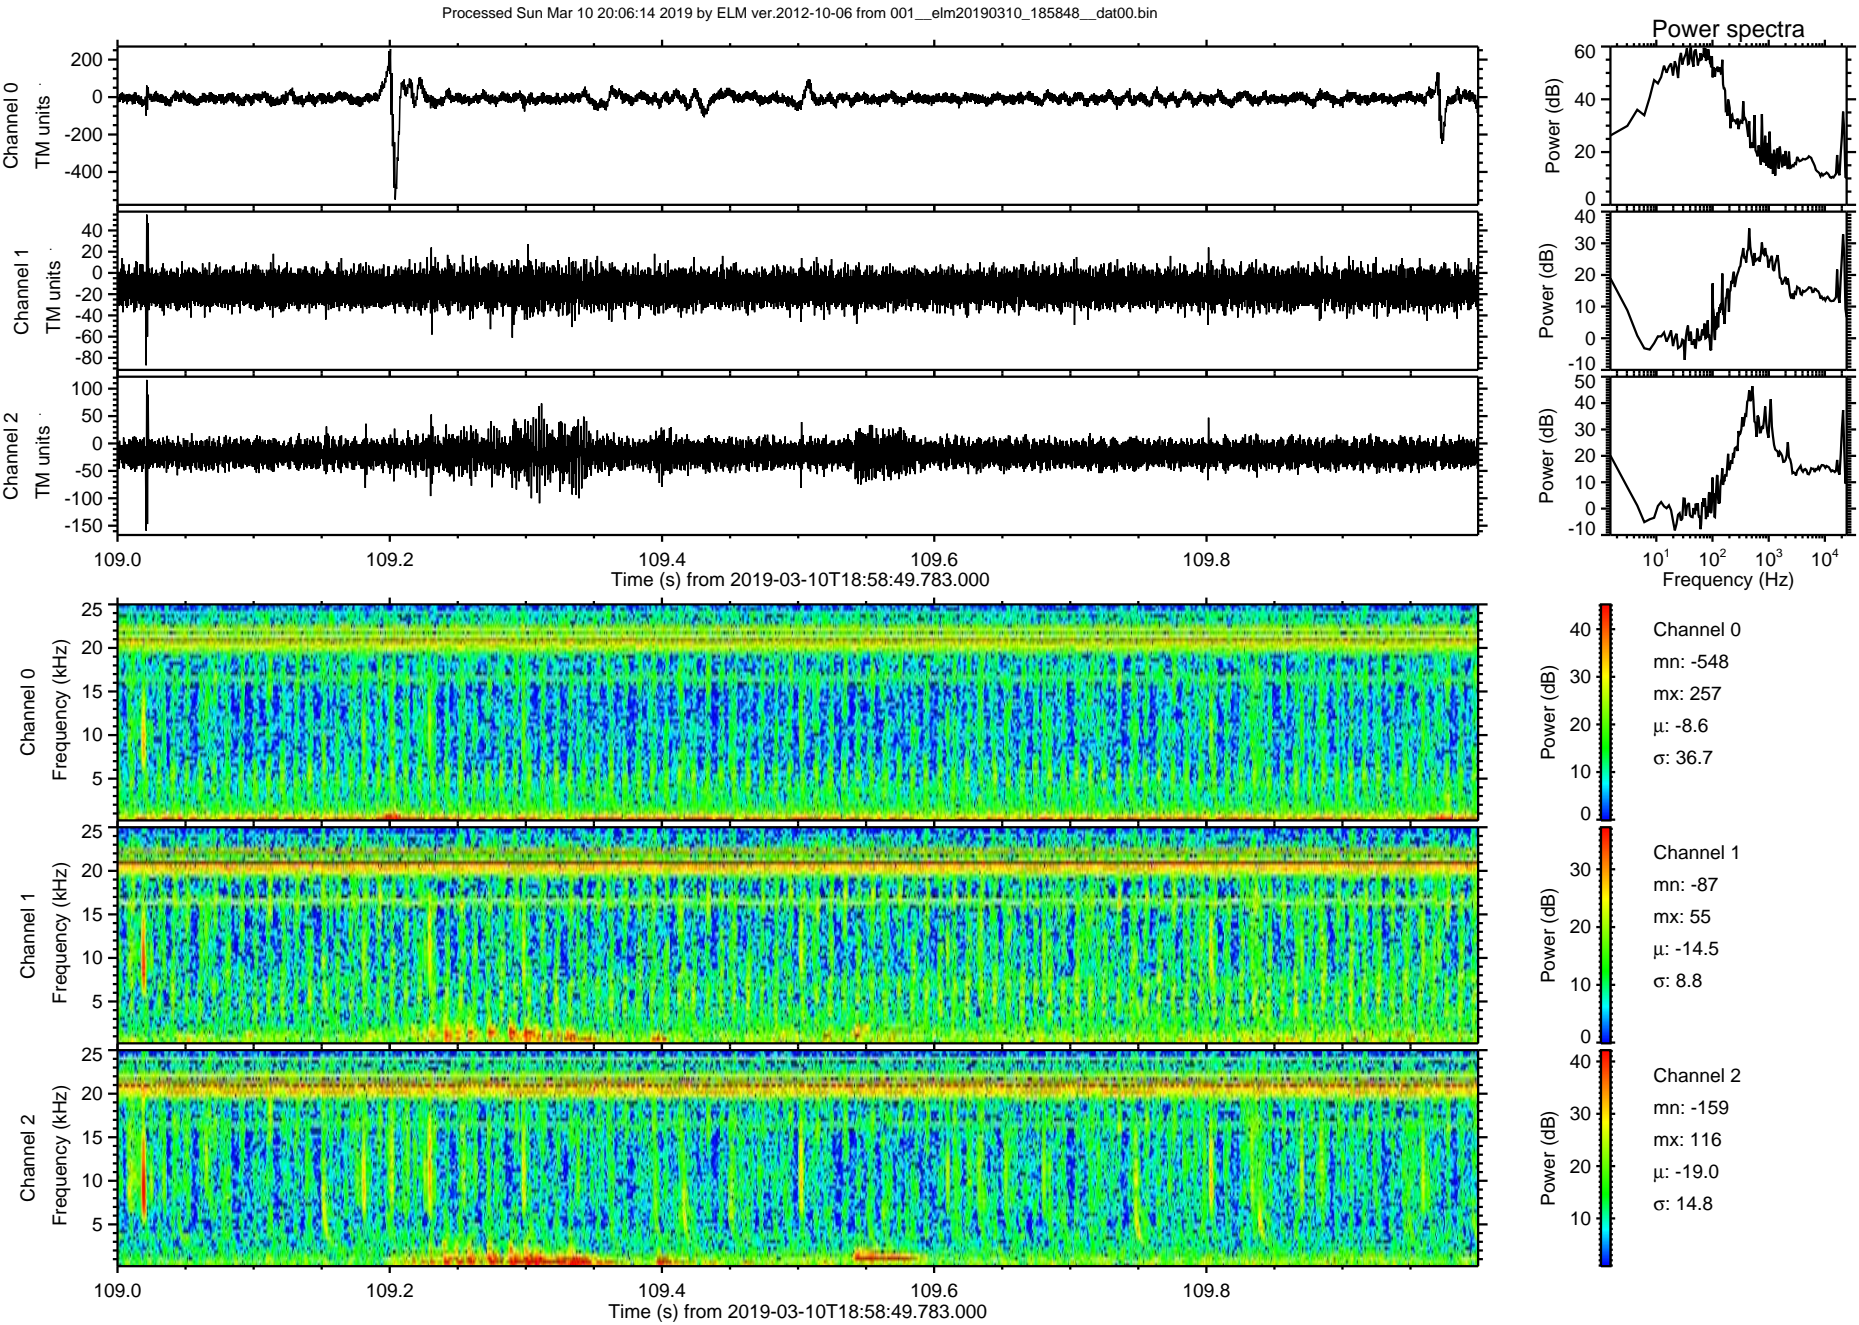 Processed Sun Mar 10 20:06:14 2019 by ELM ver.2012-10-06 from 001__elm20190310_185848__dat00.bin
Power spectra
Channel 0
TM units
200
0
-200
-400
Power (dB)
60
40
20
0
Channel 1
TM units
40
20
0
-20
-40
-60
-80
Power (dB)
40
30
20
10
0
-10
Channel 2
TM units
100
50
0
-50
-100
-150
Power (dB)
50
40
30
20
10
0
-10
109.0 109.2 109.4 109.6 109.8
Time (s) from 2019-03-10T18:58:49.783.000
10¹ 10² 10³ 10⁴
Frequency (Hz)
Channel 0
Frequency (kHz)
25
20
15
10
5
Power (dB)
40
30
20
10
0
Channel 0
mn: -548
mx: 257
μ: -8.6
σ: 36.7
Channel 1
Frequency (kHz)
25
20
15
10
5
Power (dB)
30
20
10
0
Channel 1
mn: -87
mx: 55
μ: -14.5
σ: 8.8
Channel 2
Frequency (kHz)
25
20
15
10
5
Power (dB)
40
30
20
10
Channel 2
mn: -159
mx: 116
μ: -19.0
σ: 14.8
109.0 109.2 109.4 109.6 109.8
Time (s) from 2019-03-10T18:58:49.783.000